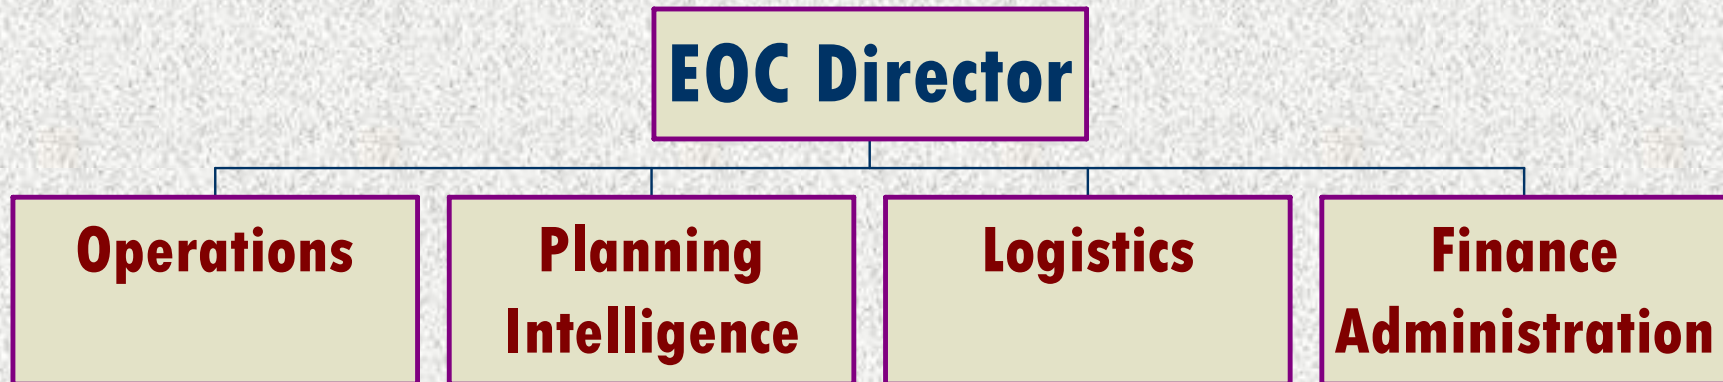 EOC Director
Operations
Planning
Intelligence
Logistics
Finance
Administration